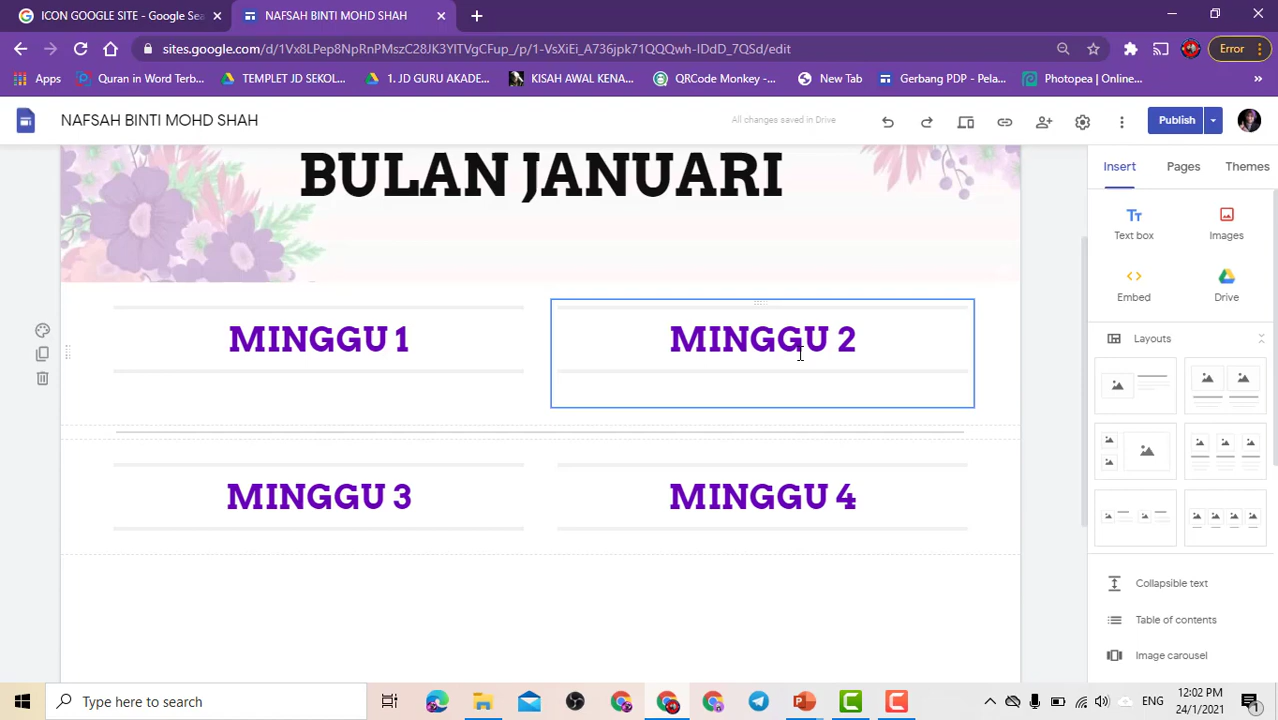 ICON GOOGLE SITE - Google Sea
NAFSAH BINTI MOHD SHAH
sites.google.com/d/1Vx8LPep8NpRnPMszC28JK3YITVgCFup_/p/1-VsXiEi_A736jpk71QQQwh-IDdD_7QSd/edit
Error
Apps
Quran in Word Terb...
TEMPLET JD SEKOL...
1. JD GURU AKADE...
KISAH AWAL KENA...
QRCode Monkey -...
New Tab
Gerbang PDP - Pela...
Photopea | Online...
NAFSAH BINTI MOHD SHAH
All changes saved in Drive
Publish
BULAN JANUARI
Insert
Pages
Themes
Text box
Images
Embed
Drive
Layouts
MINGGU 1
MINGGU 2
MINGGU 3
MINGGU 4
Collapsible text
Table of contents
Image carousel
Type here to search
ENG
12:02 PM
24/1/2021